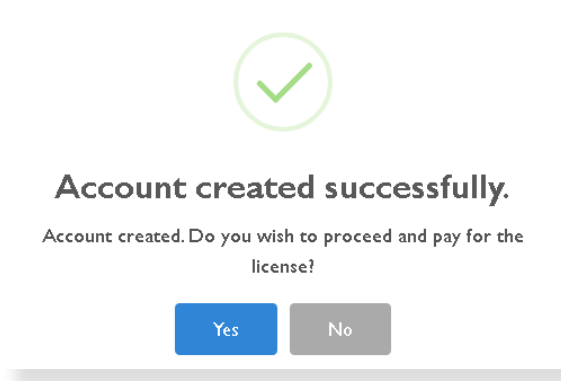 Account created successfully.
Account created. Do you wish to proceed and pay for the
license?
Yes
No